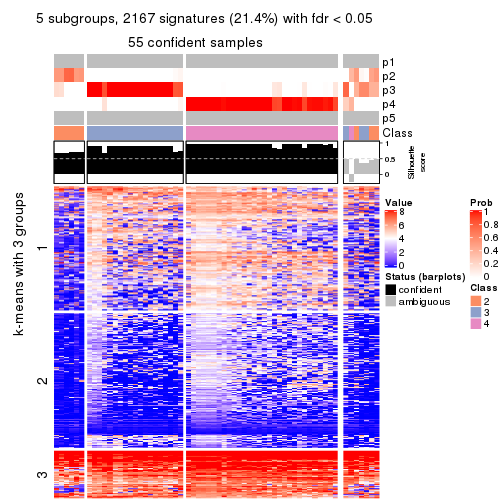 5 subgroups, 2167 signatures (21.4%) with fdr < 0.05
55 confident samples
p1
p2
p3
p4
p5
Class
1
0.5
0
Silhouette
score
k-means with 3 groups
1
2
3
Value
8
6
4
2
0
Status (barplots)
confident
ambiguous
Prob
1
0.8
0.6
0.4
0.2
0
Class
2
3
4